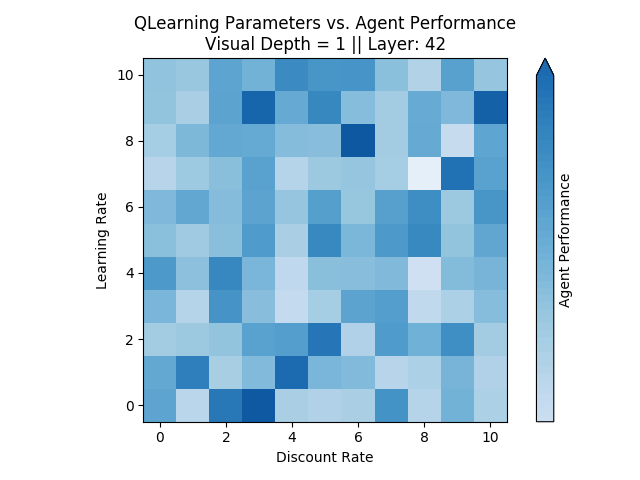 QLearning Parameters vs. Agent Performance
Visual Depth = 1 || Layer: 42
10
8
6
4
2
0
Learning Rate
0 2 4 6 8 10
Discount Rate
Agent Performance